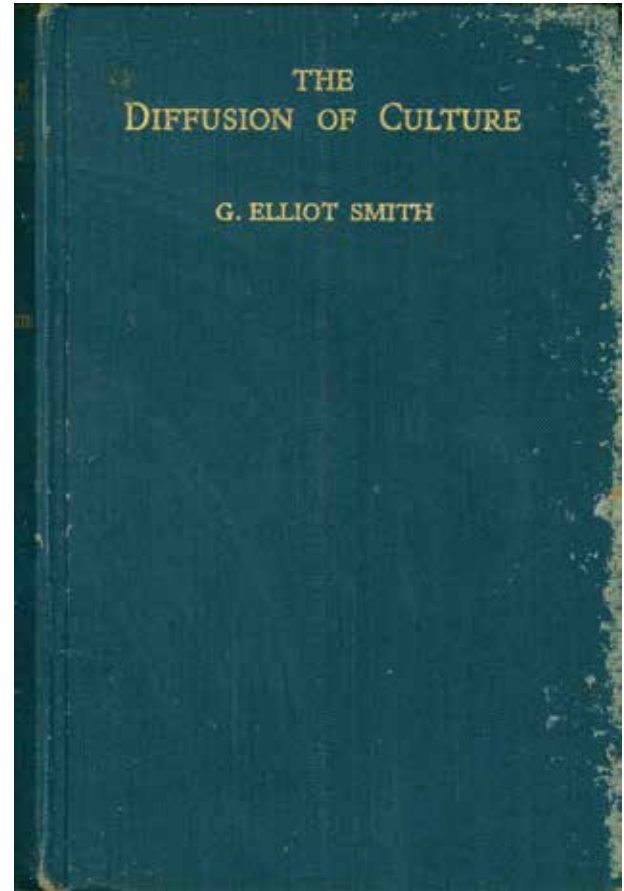 THE
DIFFUSION OF CULTURE
G. ELLIOT SMITH